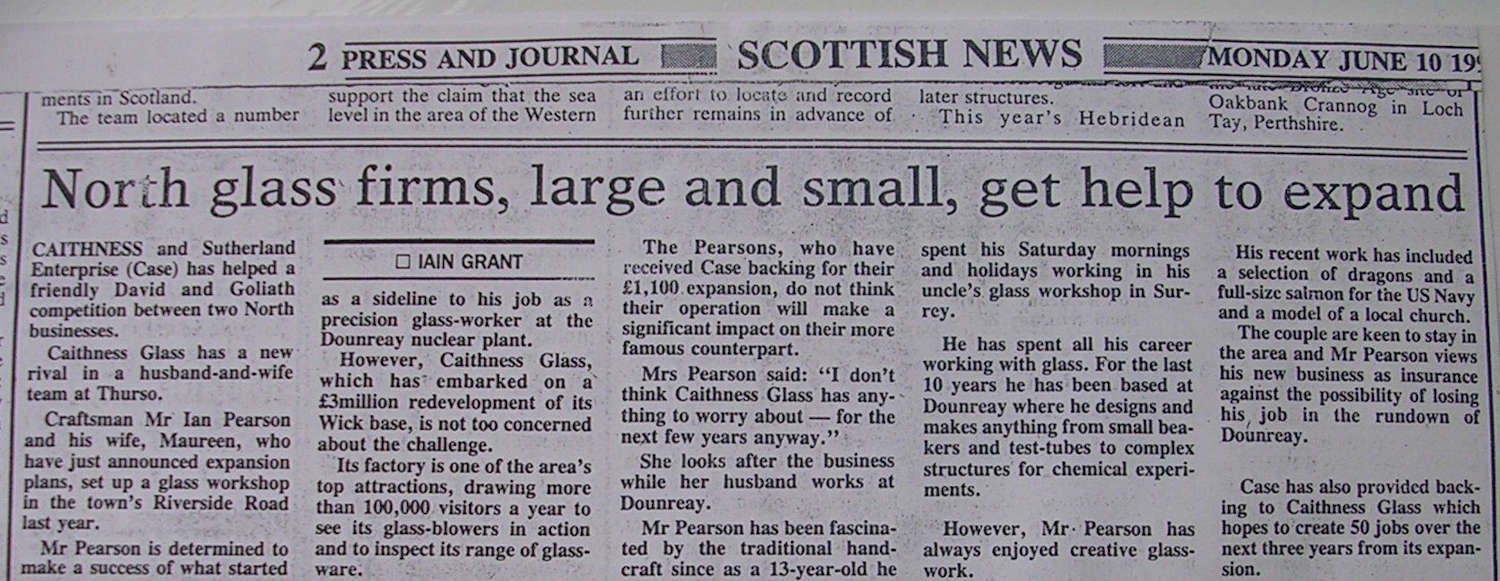 2 PRESS AND JOURNAL SCOTTISH NEWS MONDAY JUNE 10 19
ments in Scotland.
The team located a number
support the claim that the sea
level in the area of the Western
an effort to locate and record
further remains in advance of
later structures.
This year's Hebridean
Oakbank Crannog in Loch
Tay, Perthshire.
North glass firms, large and small, get help to expand
CAITHNESS and Sutherland
Enterprise (Case) has helped a
friendly David and Goliath
competition between two North
businesses.
Caithness Glass has a new
rival in a husband-and-wife
team at Thurso.
Craftsman Mr Ian Pearson
and his wife, Maureen, who
have just announced expansion
plans, set up a glass workshop
in the town's Riverside Road
last year.
Mr Pearson is determined to
make a success of what started
□ IAIN GRANT
as a sideline to his job as a
precision glass-worker at the
Dounreay nuclear plant.
However, Caithness Glass,
which has embarked on a
£3million redevelopment of its
Wick base, is not too concerned
about the challenge.
Its factory is one of the area's
top attractions, drawing more
than 100,000 visitors a year to
see its glass-blowers in action
and to inspect its range of glass-
ware.
The Pearsons, who have
received Case backing for their
£1,100 expansion, do not think
their operation will make a
significant impact on their more
famous counterpart.
Mrs Pearson said: "I don't
think Caithness Glass has any-
thing to worry about — for the
next few years anyway."
She looks after the business
while her husband works at
Dounreay.
Mr Pearson has been fascina-
ted by the traditional hand-
craft since as a 13-year-old he
spent his Saturday mornings
and holidays working in his
uncle's glass workshop in Sur-
rey.
He has spent all his career
working with glass. For the last
10 years he has been based at
Dounreay where he designs and
makes anything from small bea-
kers and test-tubes to complex
structures for chemical experi-
ments.
However, Mr Pearson has
always enjoyed creative glass-
work.
His recent work has included
a selection of dragons and a
full-size salmon for the US Navy
and a model of a local church.
The couple are keen to stay in
the area and Mr Pearson views
his new business as insurance
against the possibility of losing
his job in the rundown of
Dounreay.
Case has also provided back-
ing to Caithness Glass which
hopes to create 50 jobs over the
next three years from its expan-
sion.